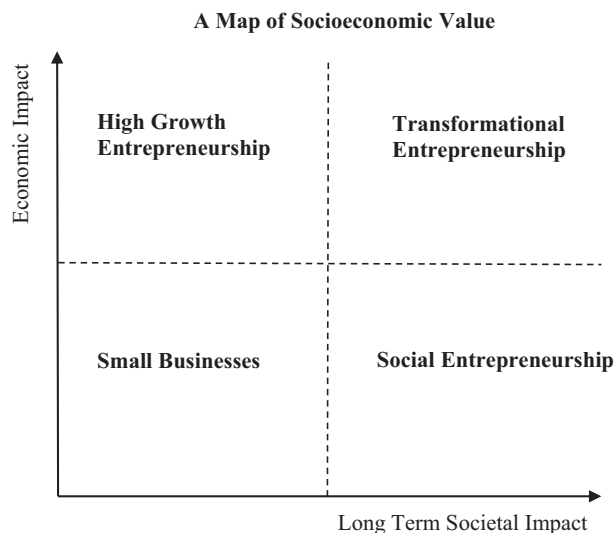 A Map of Socioeconomic Value
Economic Impact
High Growth
Entrepreneurship
Transformational
Entrepreneurship
Small Businesses
Social Entrepreneurship
Long Term Societal Impact